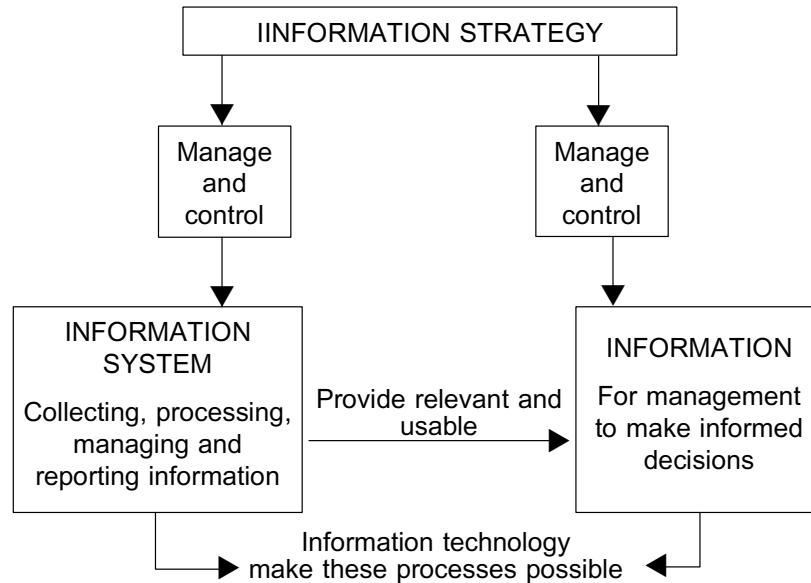 IINFORMATION STRATEGY
Manage
and
control
Manage
and
control
INFORMATION
SYSTEM
Collecting, processing,
managing and
reporting information
Provide relevant and
usable
INFORMATION
For management
to make informed
decisions
Information technology
make these processes possible